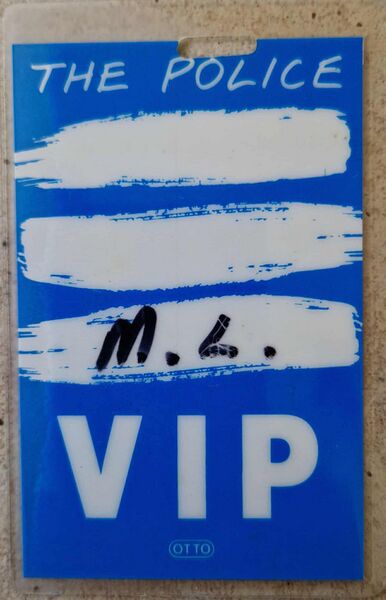 THE POLICE
M. L.
VIP
OTTO